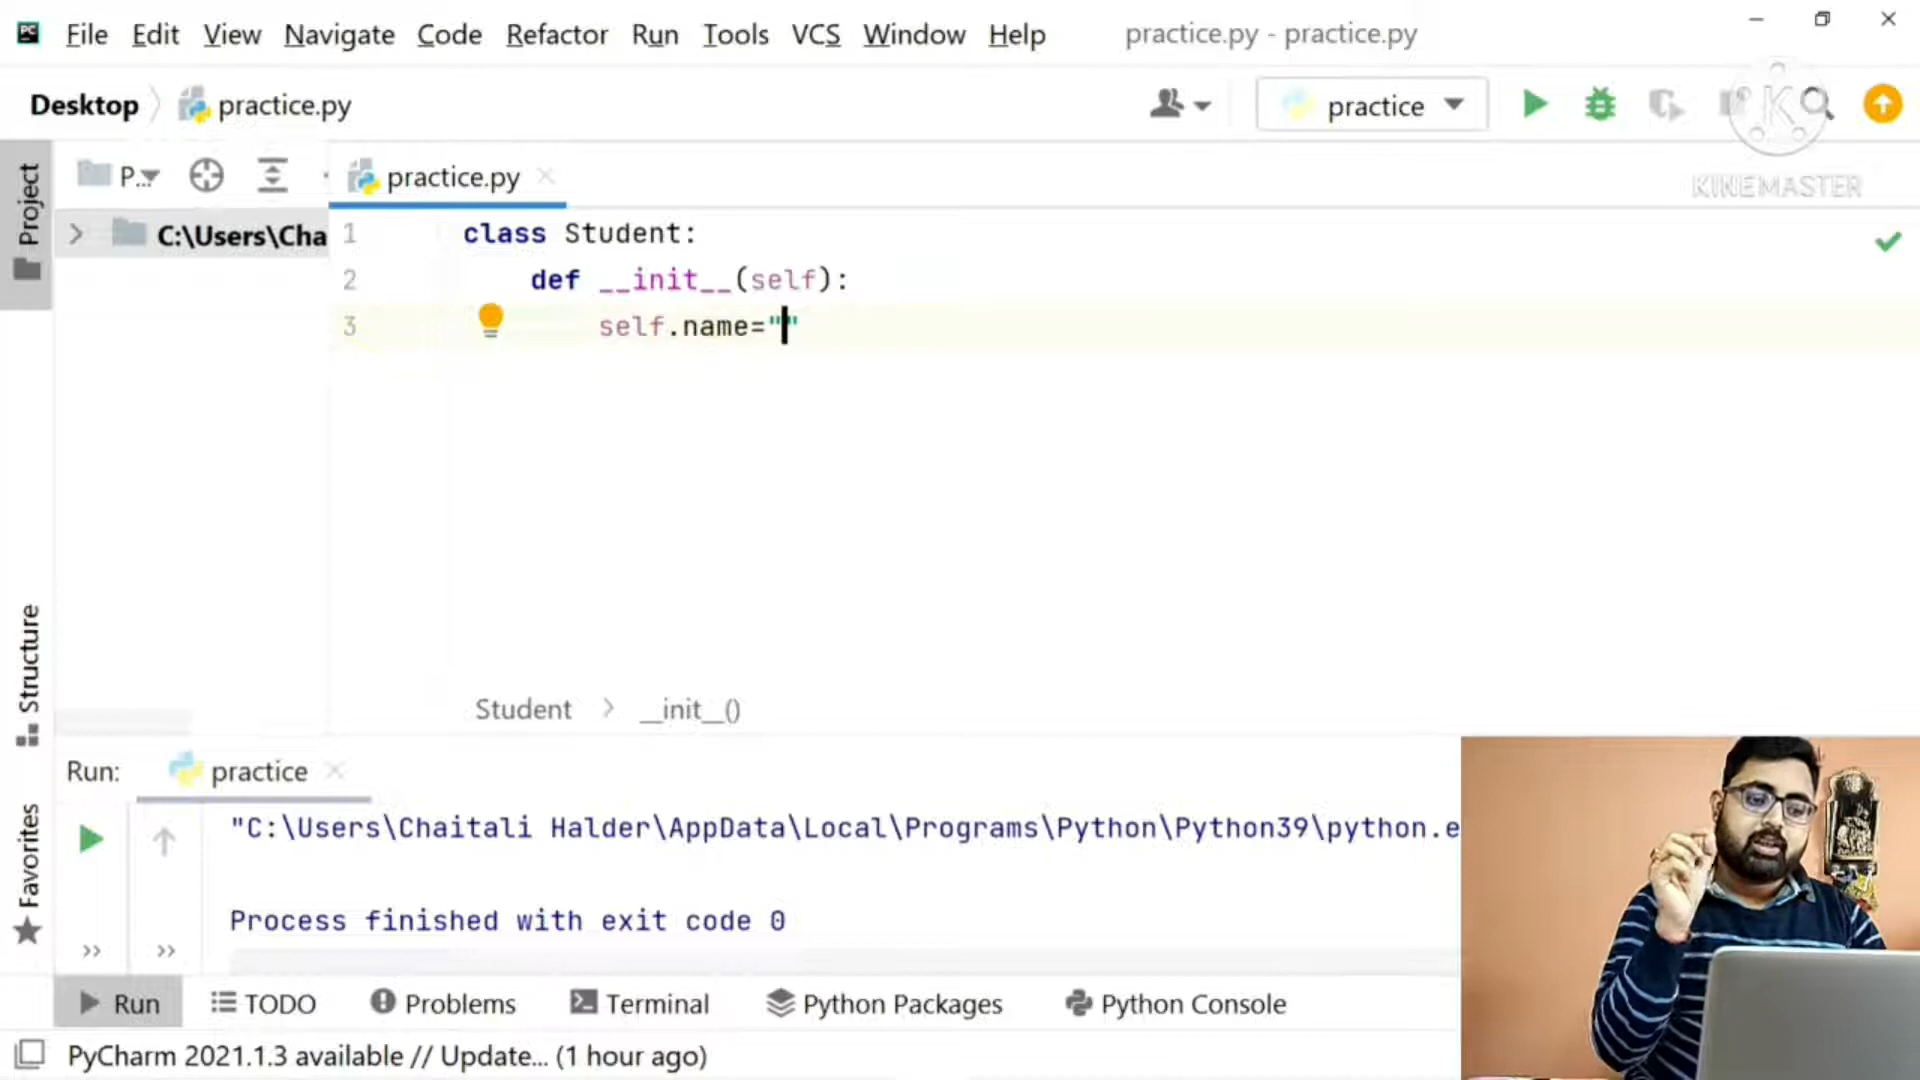 File Edit View Navigate Code Refactor Run Tools VCS Window Help practice.py - practice.py
Desktop practice.py practice
KINEMASTER
Project P... practice.py
C:\Users\Cha
1 class Student:
2 def __init__(self):
3 self.name=""
Structure
Student > __init__()
Run: practice
Favorites
"C:\Users\Chaitali Halder\AppData\Local\Programs\Python\Python39\python.e
Process finished with exit code 0
Run TODO Problems Terminal Python Packages Python Console
PyCharm 2021.1.3 available // Update... (1 hour ago)